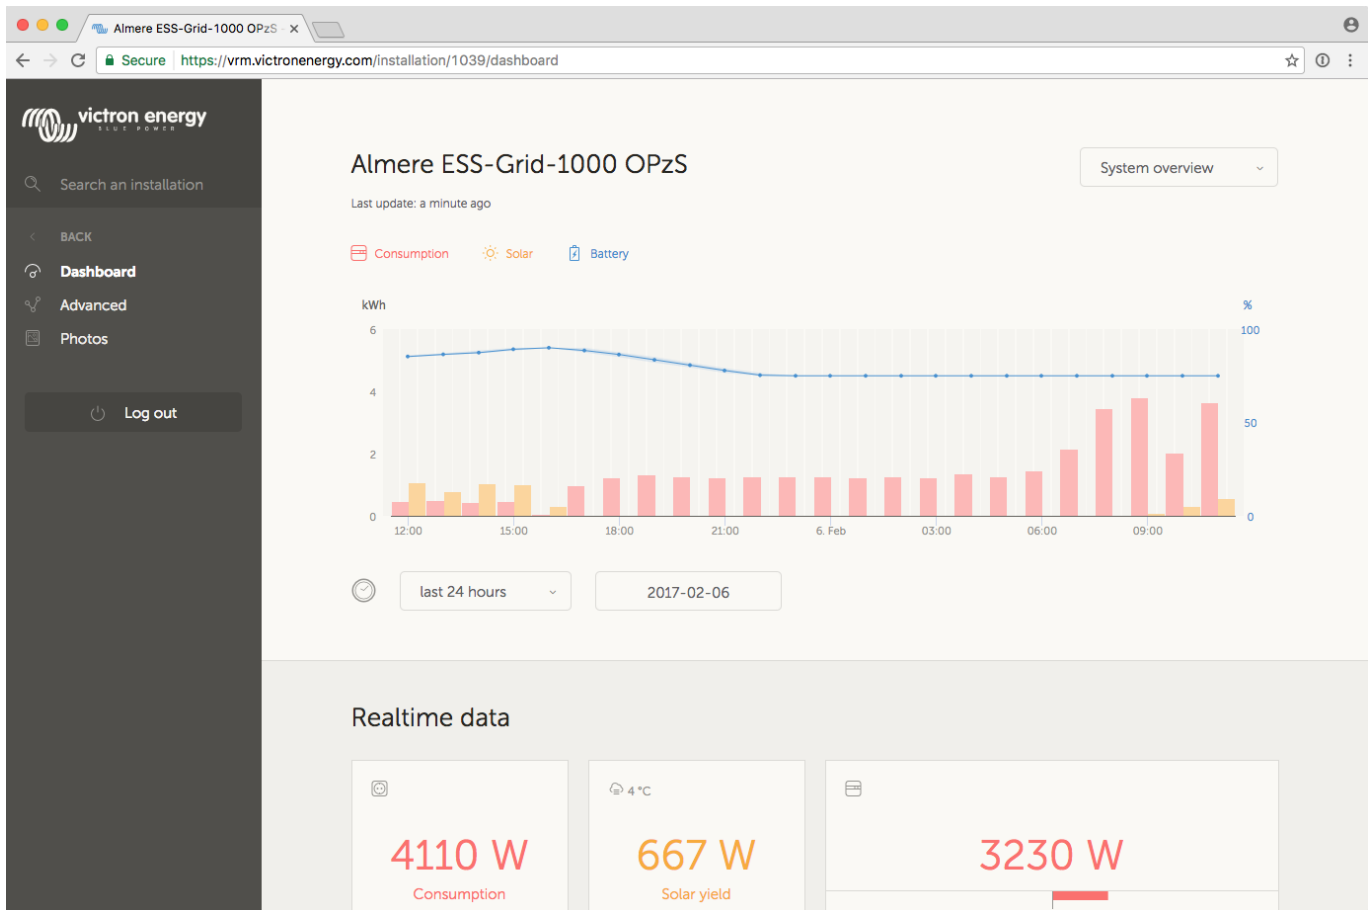 Almere ESS-Grid-1000 OPzS -
Secure https://vrm.victronenergy.com/installation/1039/dashboard
victron energy
BLUE POWER
Search an installation
BACK
Dashboard
Advanced
Photos
Log out
Almere ESS-Grid-1000 OPzS
System overview
Last update: a minute ago
Consumption Solar Battery
kWh %
6 100
4
50
2
0 0
12:00 15:00 18:00 21:00 6. Feb 03:00 06:00 09:00
last 24 hours 2017-02-06
Realtime data
4 °C
4110 W 667 W 3230 W
Consumption Solar yield